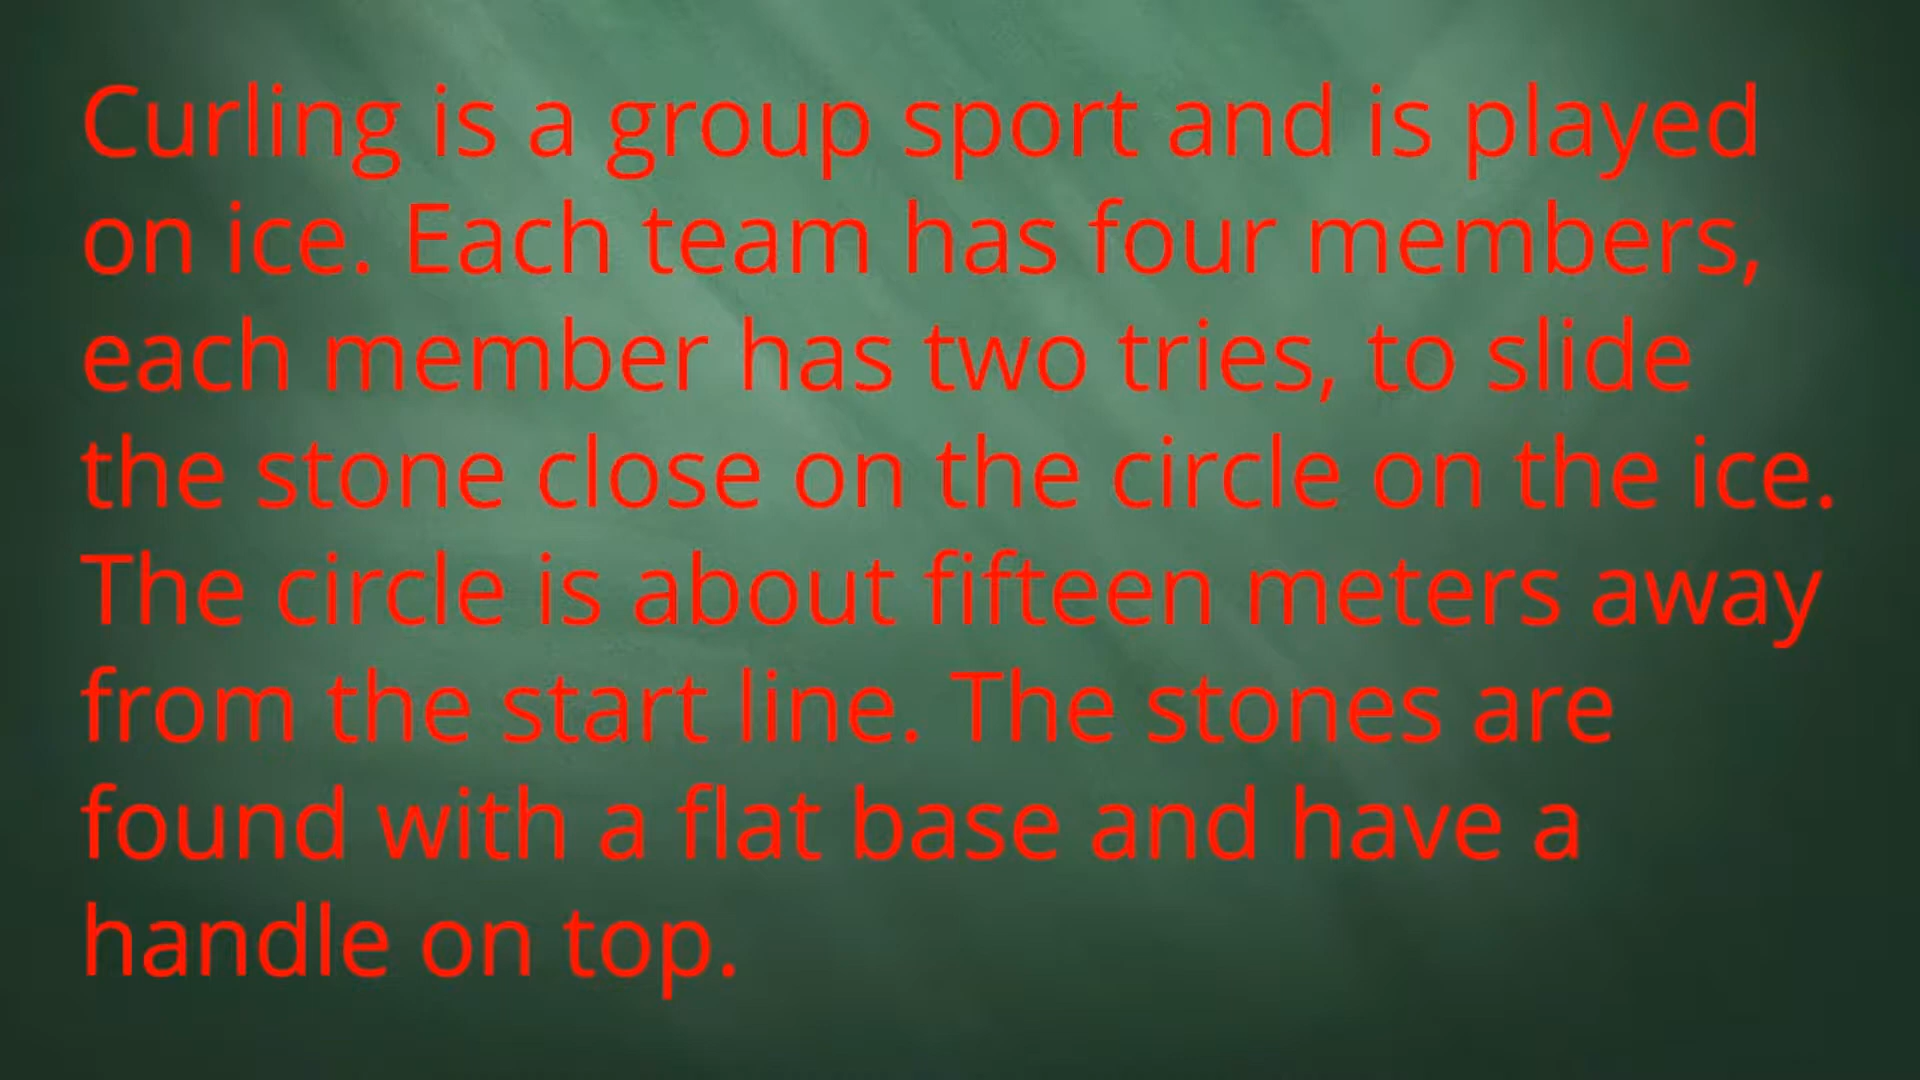 Curling is a group sport and is played
on ice. Each team has four members,
each member has two tries, to slide
the stone close on the circle on the ice.
The circle is about fifteen meters away
from the start line. The stones are
found with a flat base and have a
handle on top.